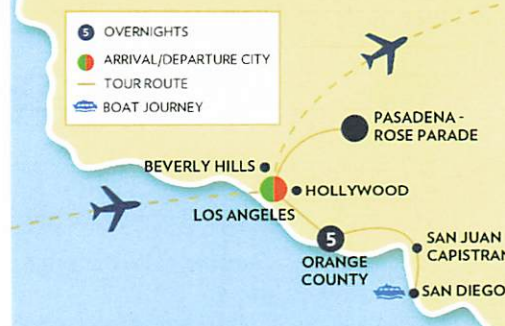 5 OVERNIGHTS
ARRIVAL/DEPARTURE CITY
TOUR ROUTE
BOAT JOURNEY
PASADENA -
ROSE PARADE
BEVERLY HILLS
HOLLYWOOD
LOS ANGELES
5
ORANGE
COUNTY
SAN JUAN
CAPISTRAN
SAN DIEGO